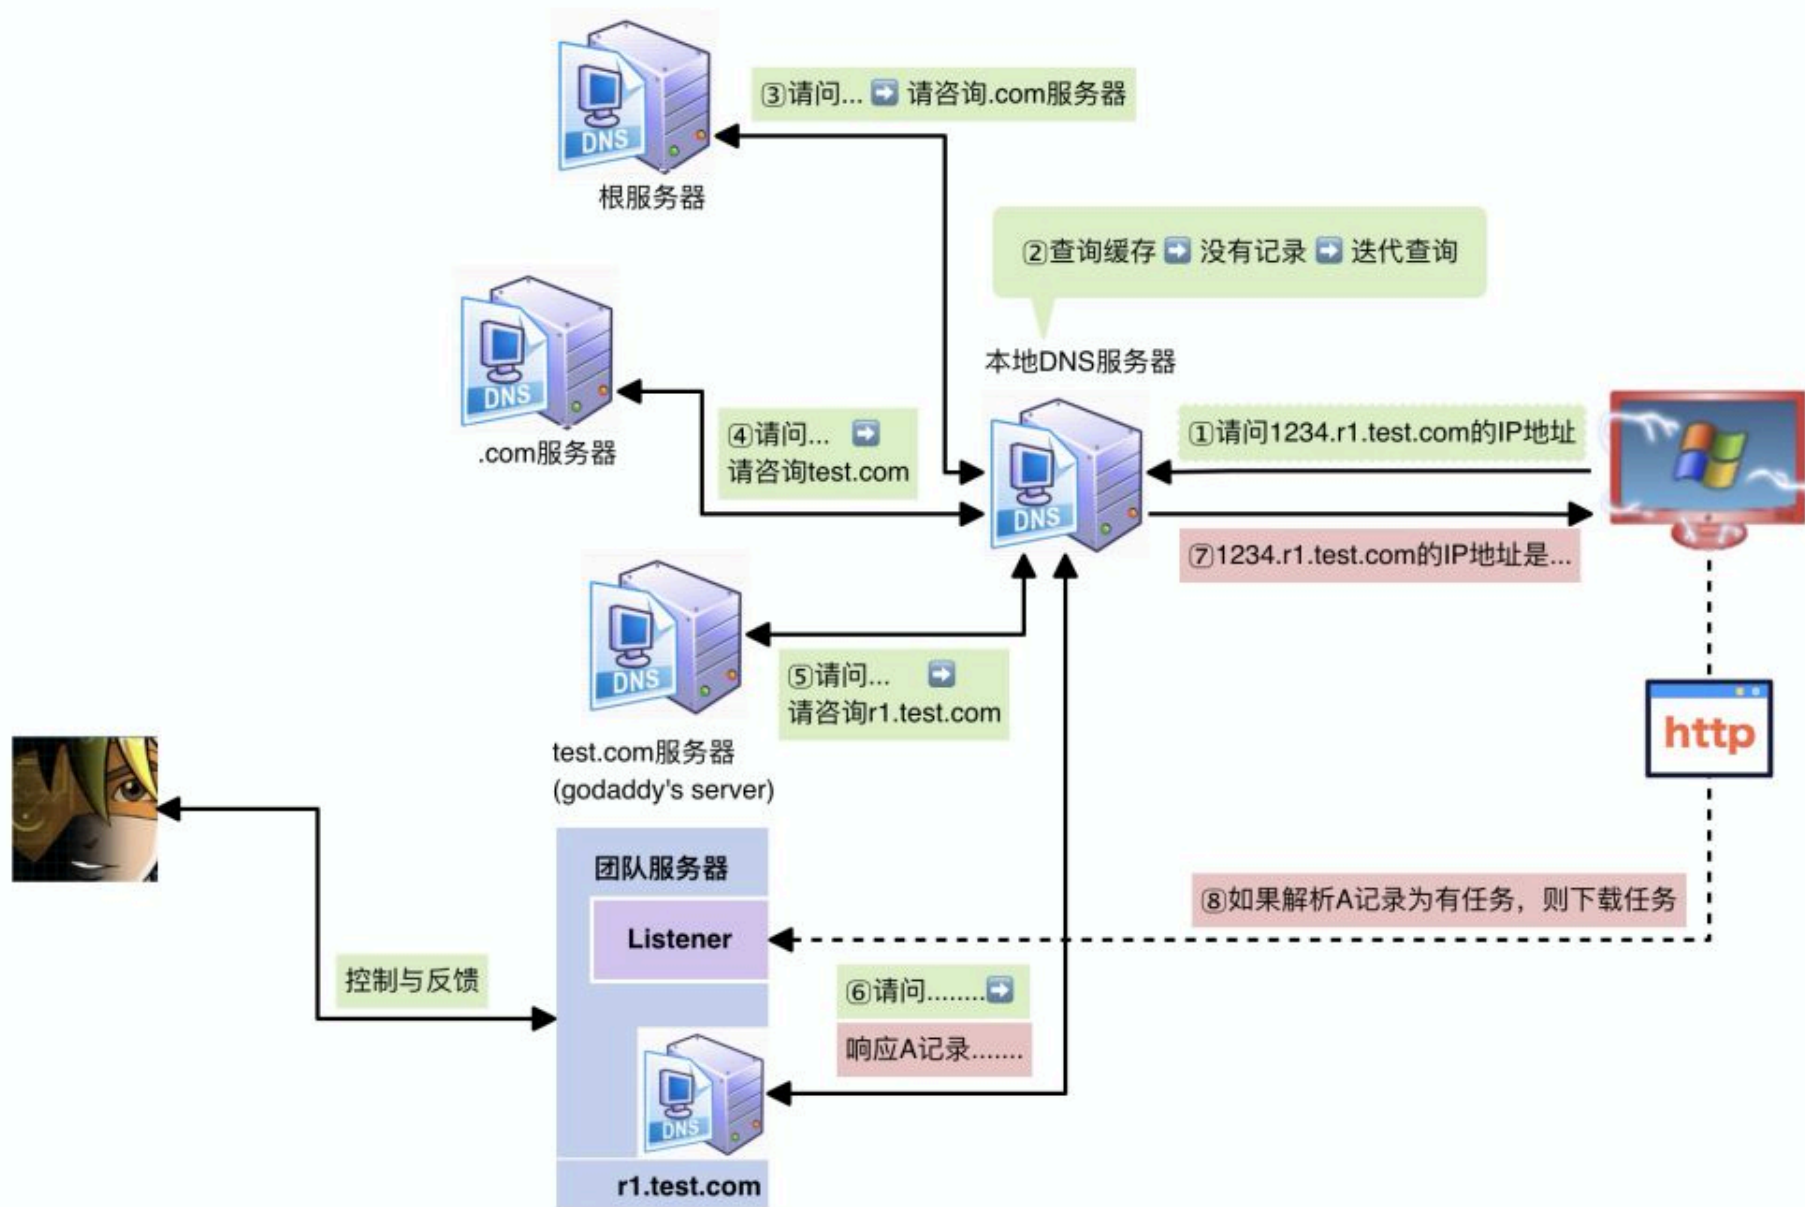 ③请问... ➡ 请咨询.com服务器
DNS
根服务器
②查询缓存 ➡ 没有记录 ➡ 迭代查询
本地DNS服务器
DNS
.com服务器
④请问... ➡
请咨询test.com
DNS
①请问1234.r1.test.com的IP地址
⑦1234.r1.test.com的IP地址是...
DNS
⑤请问... ➡
请咨询r1.test.com
test.com服务器
(godaddy's server)
http
团队服务器
Listener
⑧如果解析A记录为有任务，则下载任务
控制与反馈
⑥请问........➡
响应A记录.......
DNS
r1.test.com